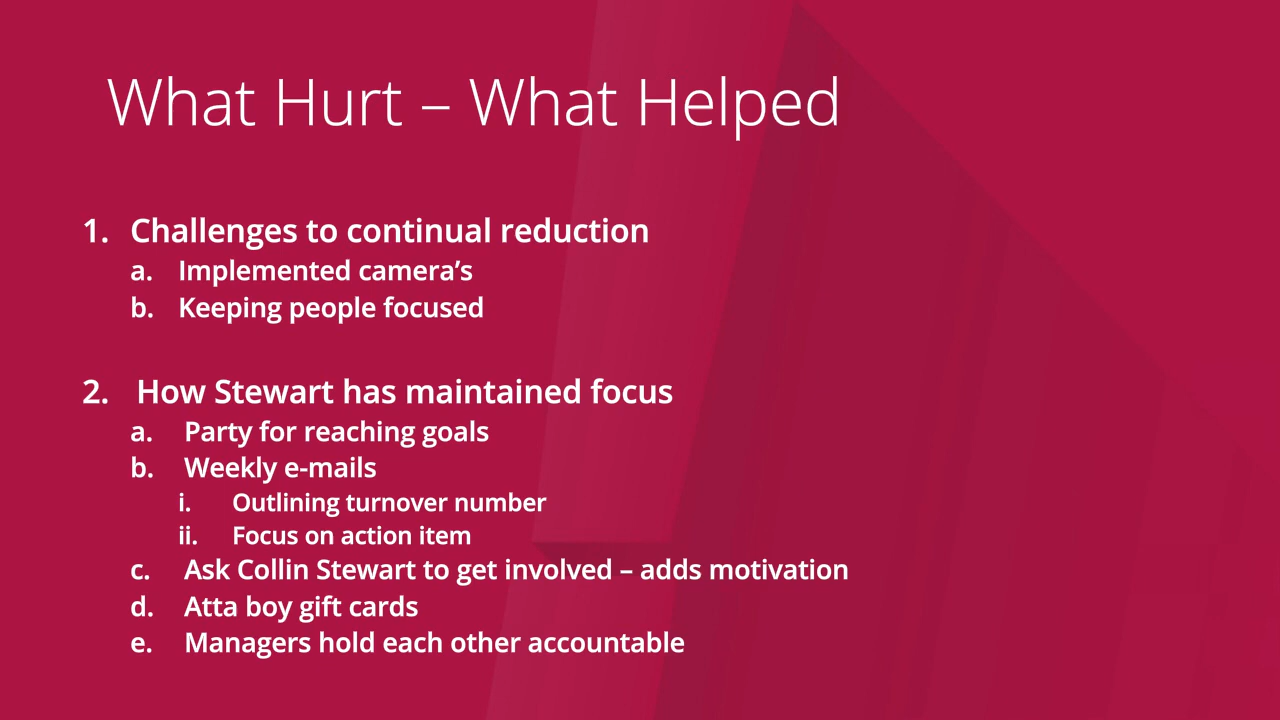 What Hurt – What Helped
1. Challenges to continual reduction
a. Implemented camera’s
b. Keeping people focused
2. How Stewart has maintained focus
a. Party for reaching goals
b. Weekly e-mails
i. Outlining turnover number
ii. Focus on action item
c. Ask Collin Stewart to get involved – adds motivation
d. Atta boy gift cards
e. Managers hold each other accountable